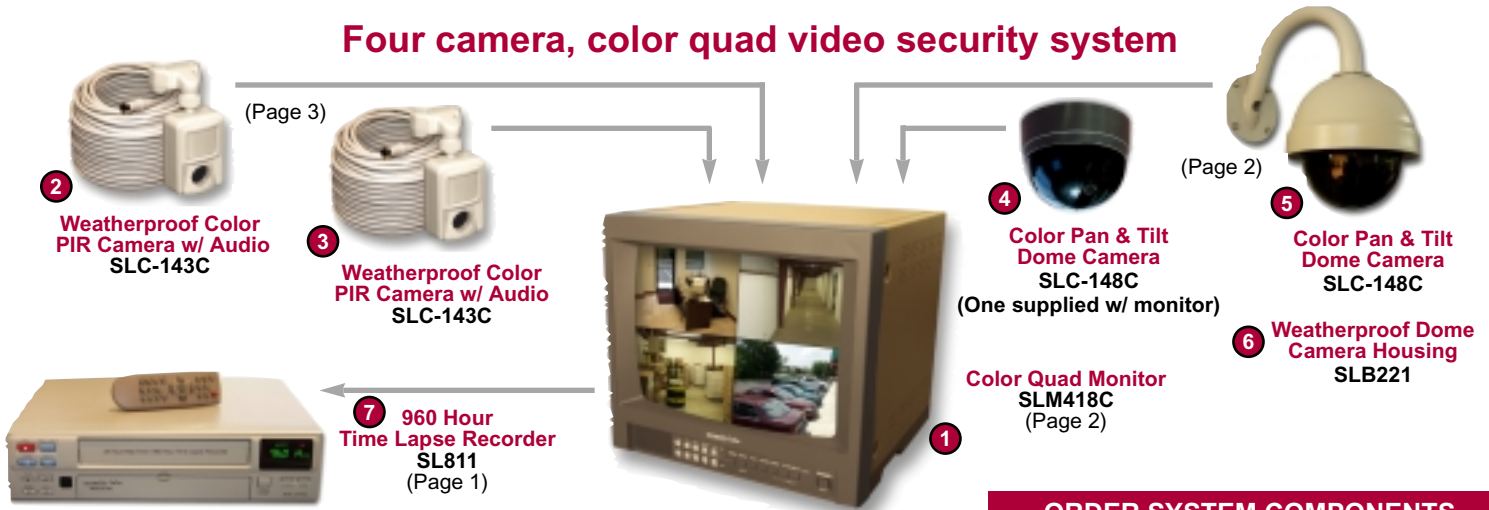 Four camera, color quad video security system
(Page 3)
2
Weatherproof Color
PIR Camera w/ Audio
SLC-143C
3
Weatherproof Color
PIR Camera w/ Audio
SLC-143C
4
Color Pan & Tilt
Dome Camera
SLC-148C
(One supplied w/ monitor)
(Page 2)
5
Color Pan & Tilt
Dome Camera
SLC-148C
6
Weatherproof Dome
Camera Housing
SLB221
Color Quad Monitor
SLM418C
(Page 2)
1
7
960 Hour
Time Lapse Recorder
SL811
(Page 1)
ORDER SYSTEM COMPONENTS